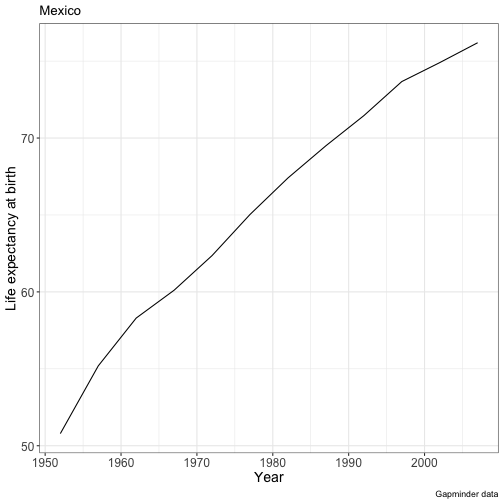 Mexico
Life expectancy at birth
70
60
50
1950 1960 1970 1980 1990 2000
Year
Gapminder data